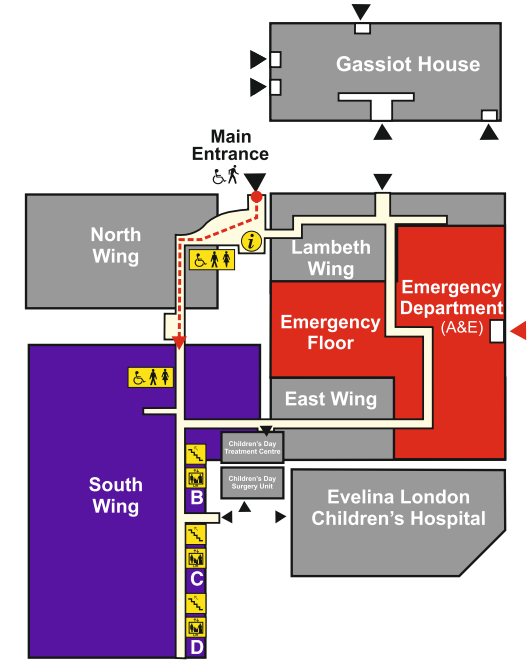 Gassiot House
Main
Entrance
North
Wing
i
Lambeth
Wing
Emergency
Department
(A&E)
Emergency
Floor
East Wing
Children's Day
Treatment Centre
Children's Day
Surgery Unit
South
Wing
B
Evelina London
Children's Hospital
C
D